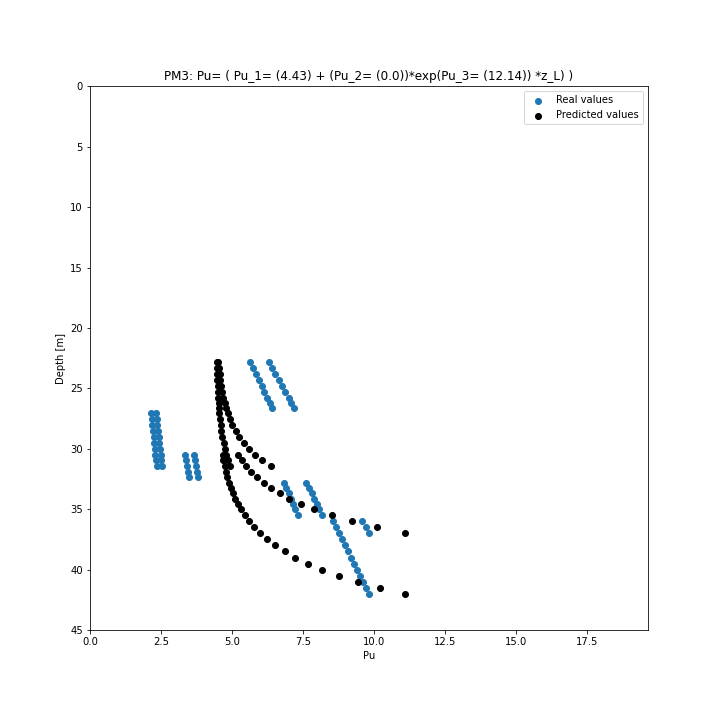 PM3: Pu= ( Pu_1= (4.43) + (Pu_2= (0.0))*exp(Pu_3= (12.14)) *z_L) )
Real values
Predicted values
0
5
10
15
20
25
30
35
40
45
Depth [m]
0.0 2.5 5.0 7.5 10.0 12.5 15.0 17.5
Pu